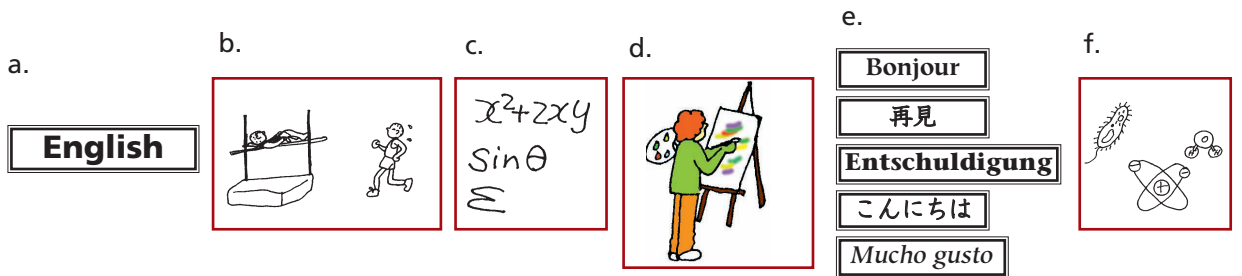 a.
English
b.
c.
x²+2xy
sinθ
Σ
d.
e.
Bonjour
再見
Entschuldigung
こんにちは
Mucho gusto
f.
+